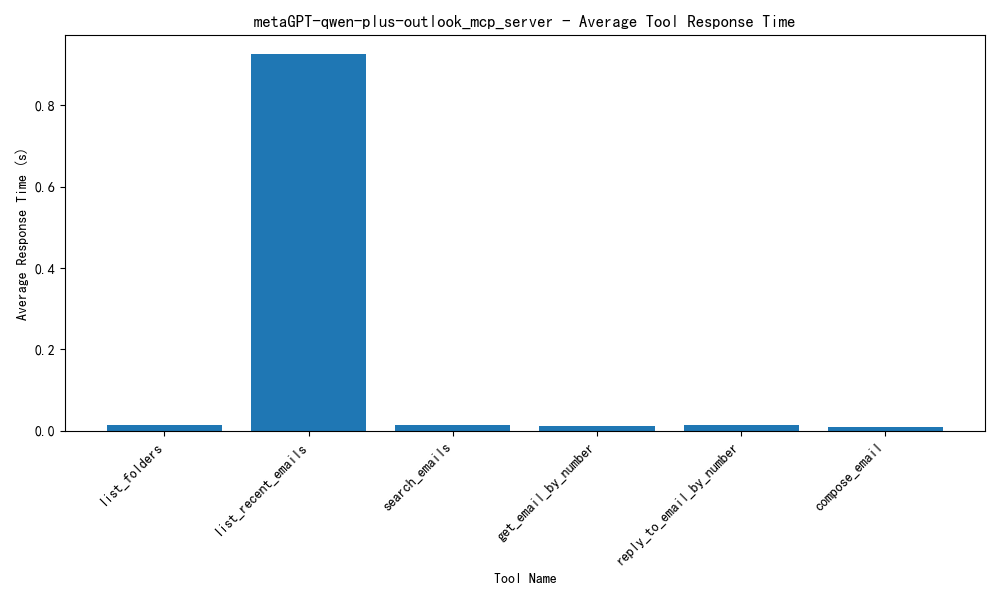 metaGPT-qwen-plus-outlook_mcp_server - Average Tool Response Time
Average Response Time (s)
0.8
0.6
0.4
0.2
0.0
list_folders
list_recent_emails
search_emails
get_email_by_number
reply_to_email_by_number
compose_email
Tool Name